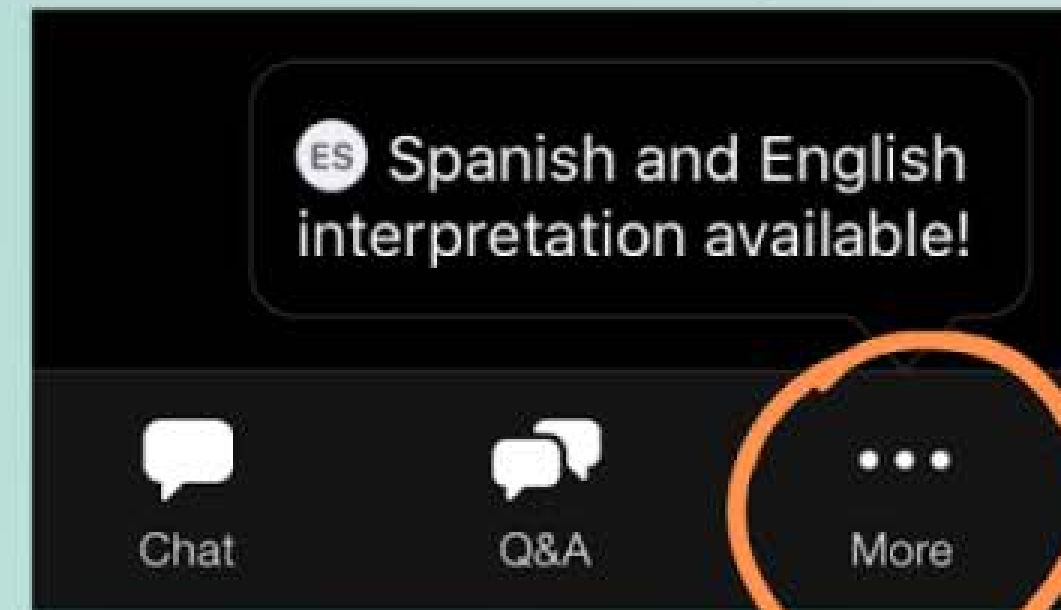 ES Spanish and English
interpretation available!
Chat
Q&A
More